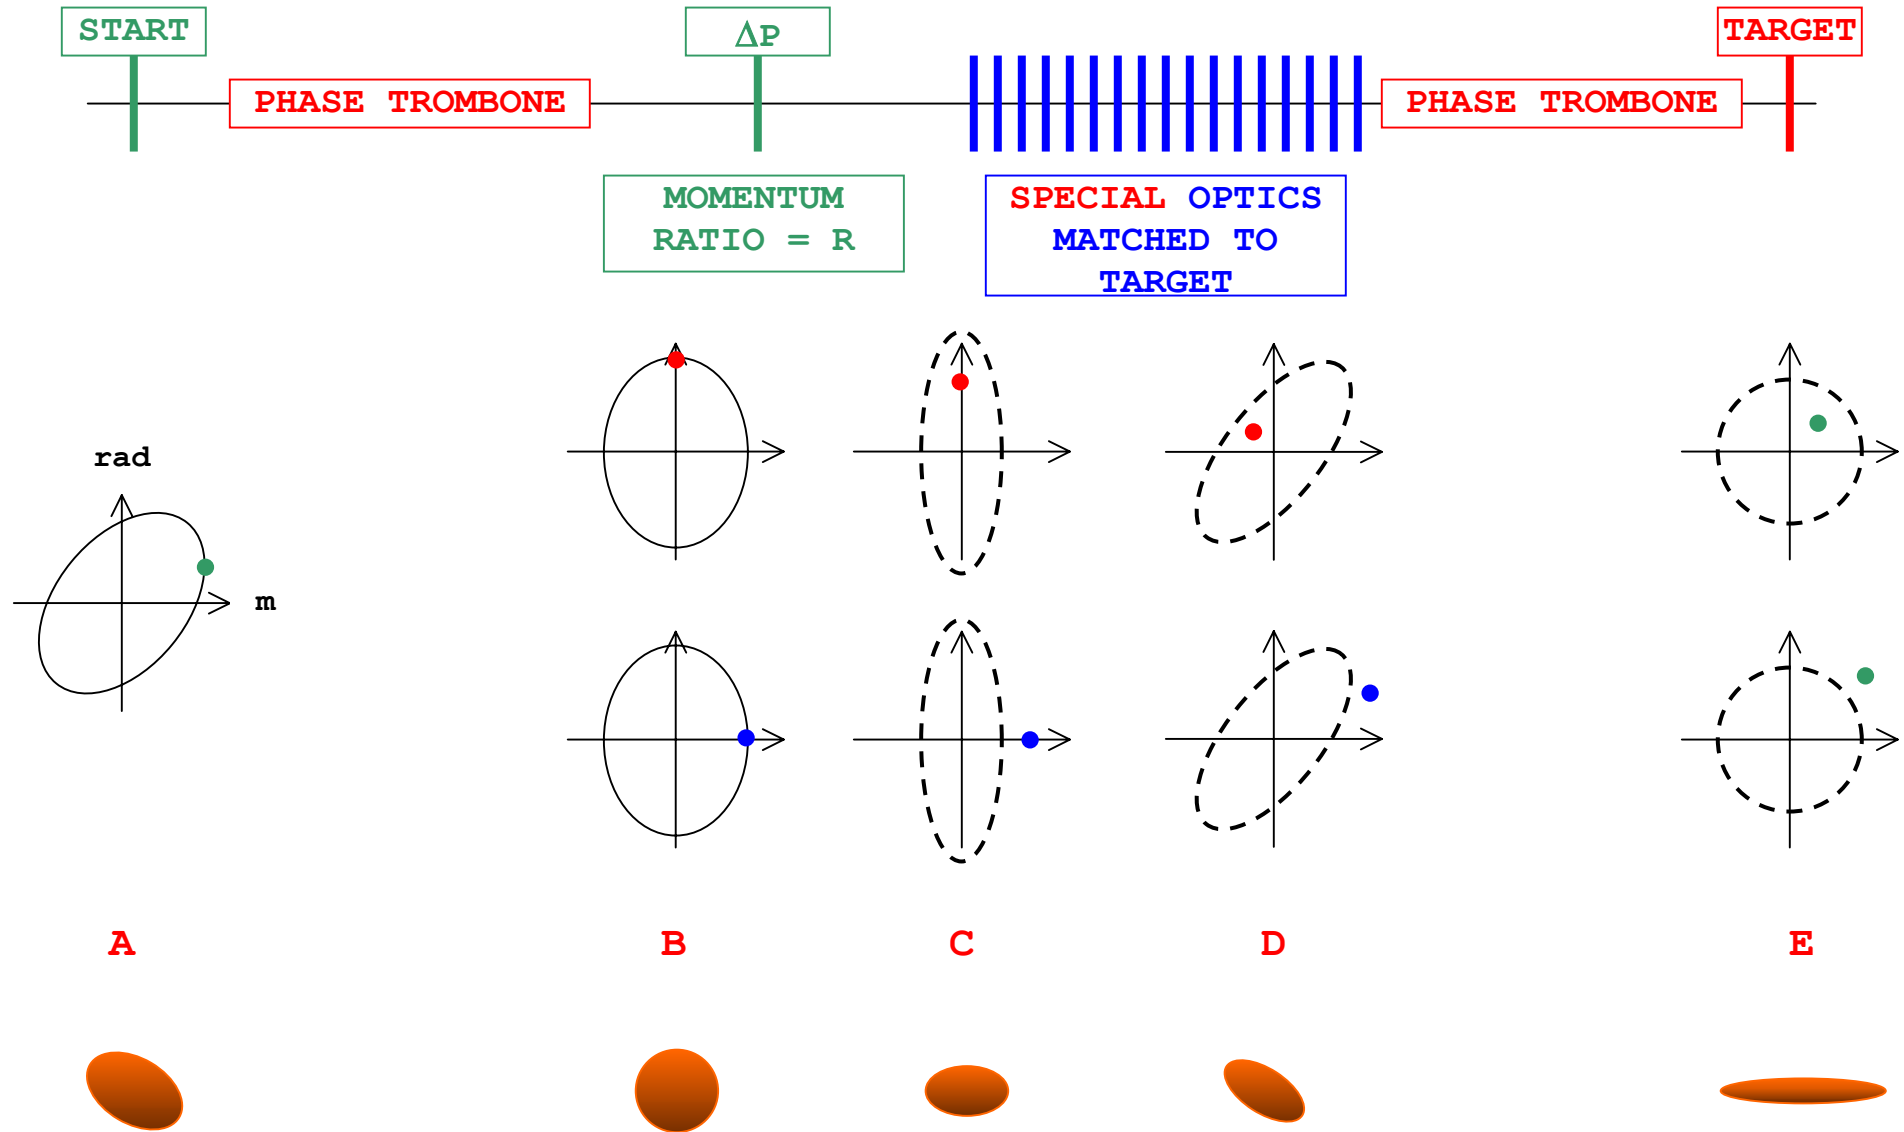 START
ΔP
TARGET
PHASE TROMBONE
PHASE TROMBONE
MOMENTUM
RATIO = R
SPECIAL OPTICS
MATCHED TO
TARGET
rad
m
A
B
C
D
E